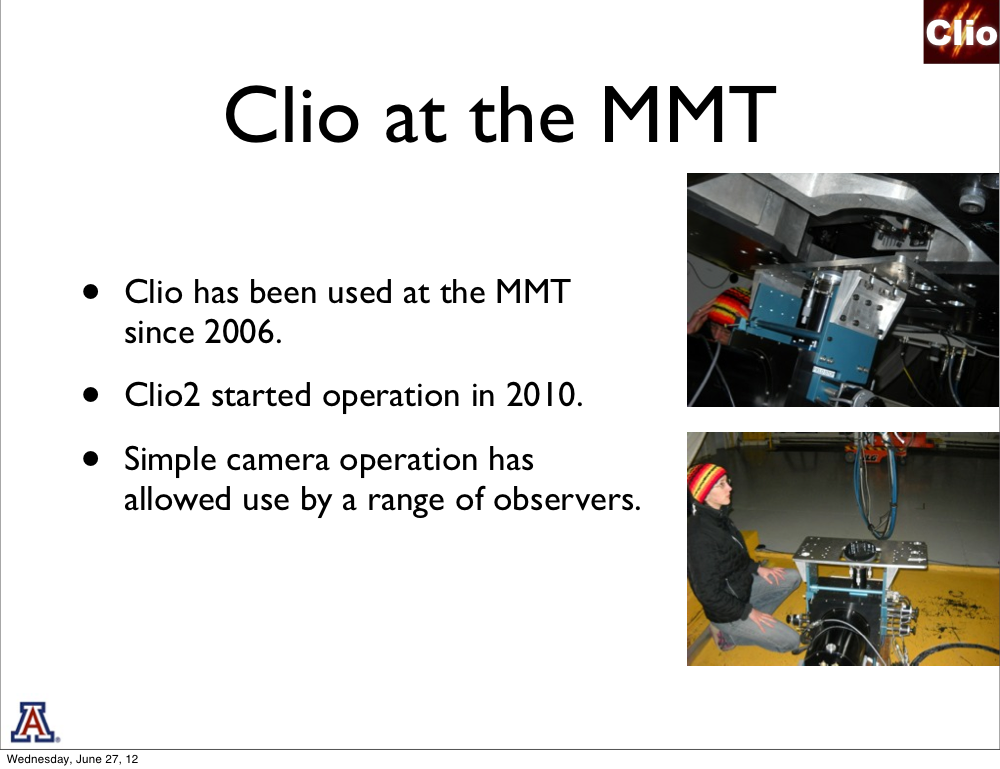 Clio
Clio at the MMT
• Clio has been used at the MMT
since 2006.
• Clio2 started operation in 2010.
• Simple camera operation has
allowed use by a range of observers.
A
Wednesday, June 27, 12